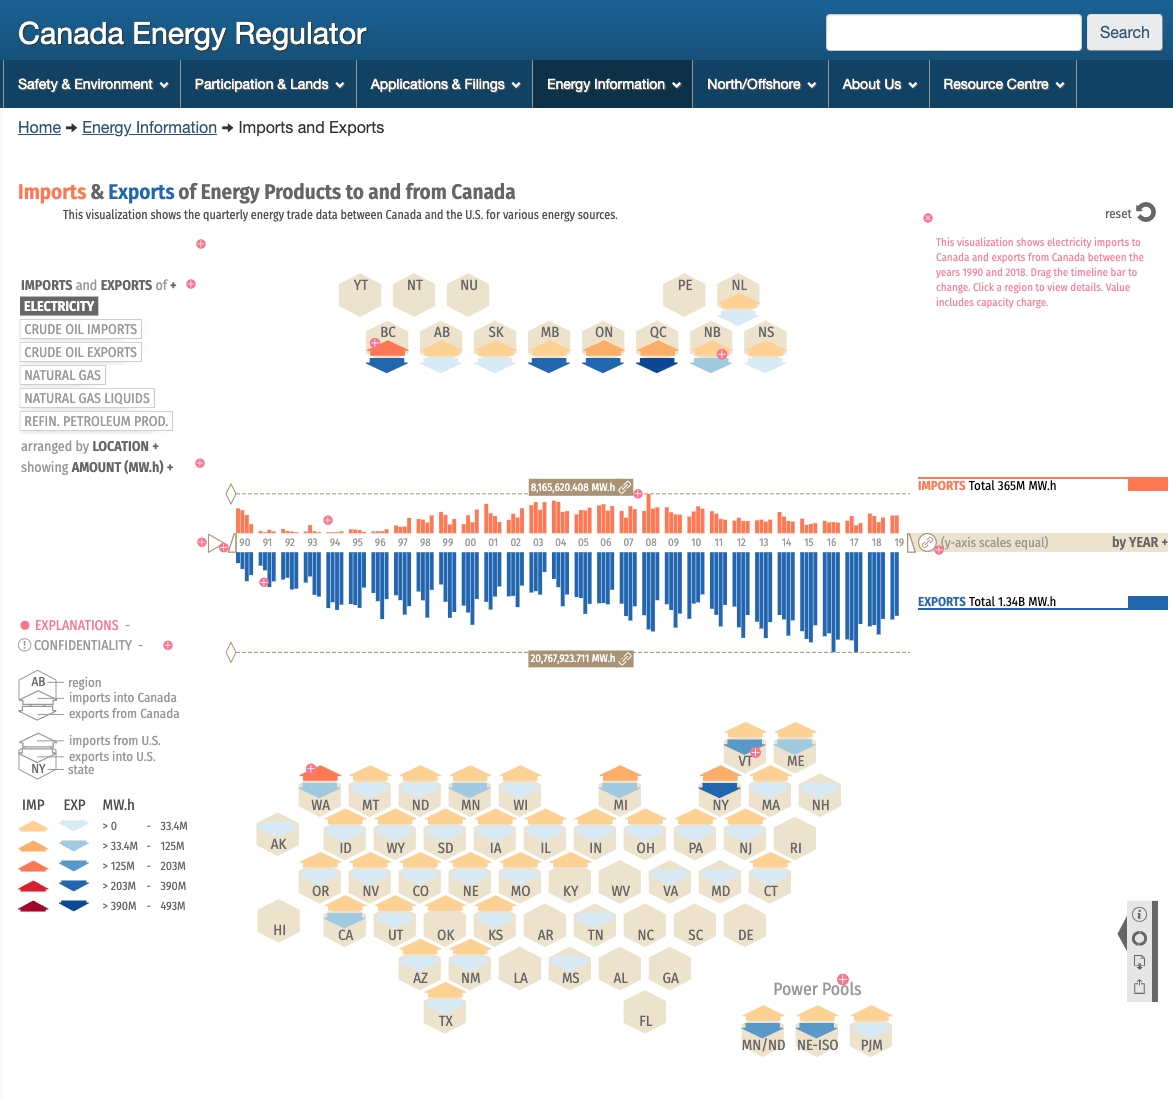 Canada Energy Regulator
Search
Safety & Environment
Participation & Lands
Applications & Filings
Energy Information
North/Offshore
About Us
Resource Centre
Home ➔ Energy Information ➔ Imports and Exports
Imports & Exports of Energy Products to and from Canada
This visualization shows the quarterly energy trade data between Canada and the U.S. for various energy sources.
reset
This visualization shows electricity imports to
Canada and exports from Canada between the
years 1990 and 2018. Drag the timeline bar to
change. Click a region to view details. Value
includes capacity charge.
IMPORTS and EXPORTS of +
ELECTRICITY
CRUDE OIL IMPORTS
CRUDE OIL EXPORTS
NATURAL GAS
NATURAL GAS LIQUIDS
REFIN. PETROLEUM PROD.
arranged by LOCATION +
showing AMOUNT (MW.h) +
YT NT NU PE NL
BC AB SK MB ON QC NB NS
8,165,620.408 MW.h
IMPORTS Total 365M MW.h
90 91 92 93 94 95 96 97 98 99 00 01 02 03 04 05 06 07 08 09 10 11 12 13 14 15 16 17 18 19
(y-axis scales equal) by YEAR +
EXPORTS Total 1.34B MW.h
20,767,923.711 MW.h
EXPLANATIONS -
CONFIDENTIALITY -
AB region
imports into Canada
exports from Canada
imports from U.S.
exports into U.S.
NY state
IMP EXP MW.h
> 0 - 33.4M
> 33.4M - 125M
> 125M - 203M
> 203M - 390M
> 390M - 493M
VT ME
WA MT ND MN WI MI NY MA NH
AK ID WY SD IA IL IN OH PA NJ RI
OR NV CO NE MO KY WV VA MD CT
HI CA UT OK KS AR TN NC SC DE
AZ NM LA MS AL GA
TX FL
Power Pools
MN/ND NE-ISO PJM